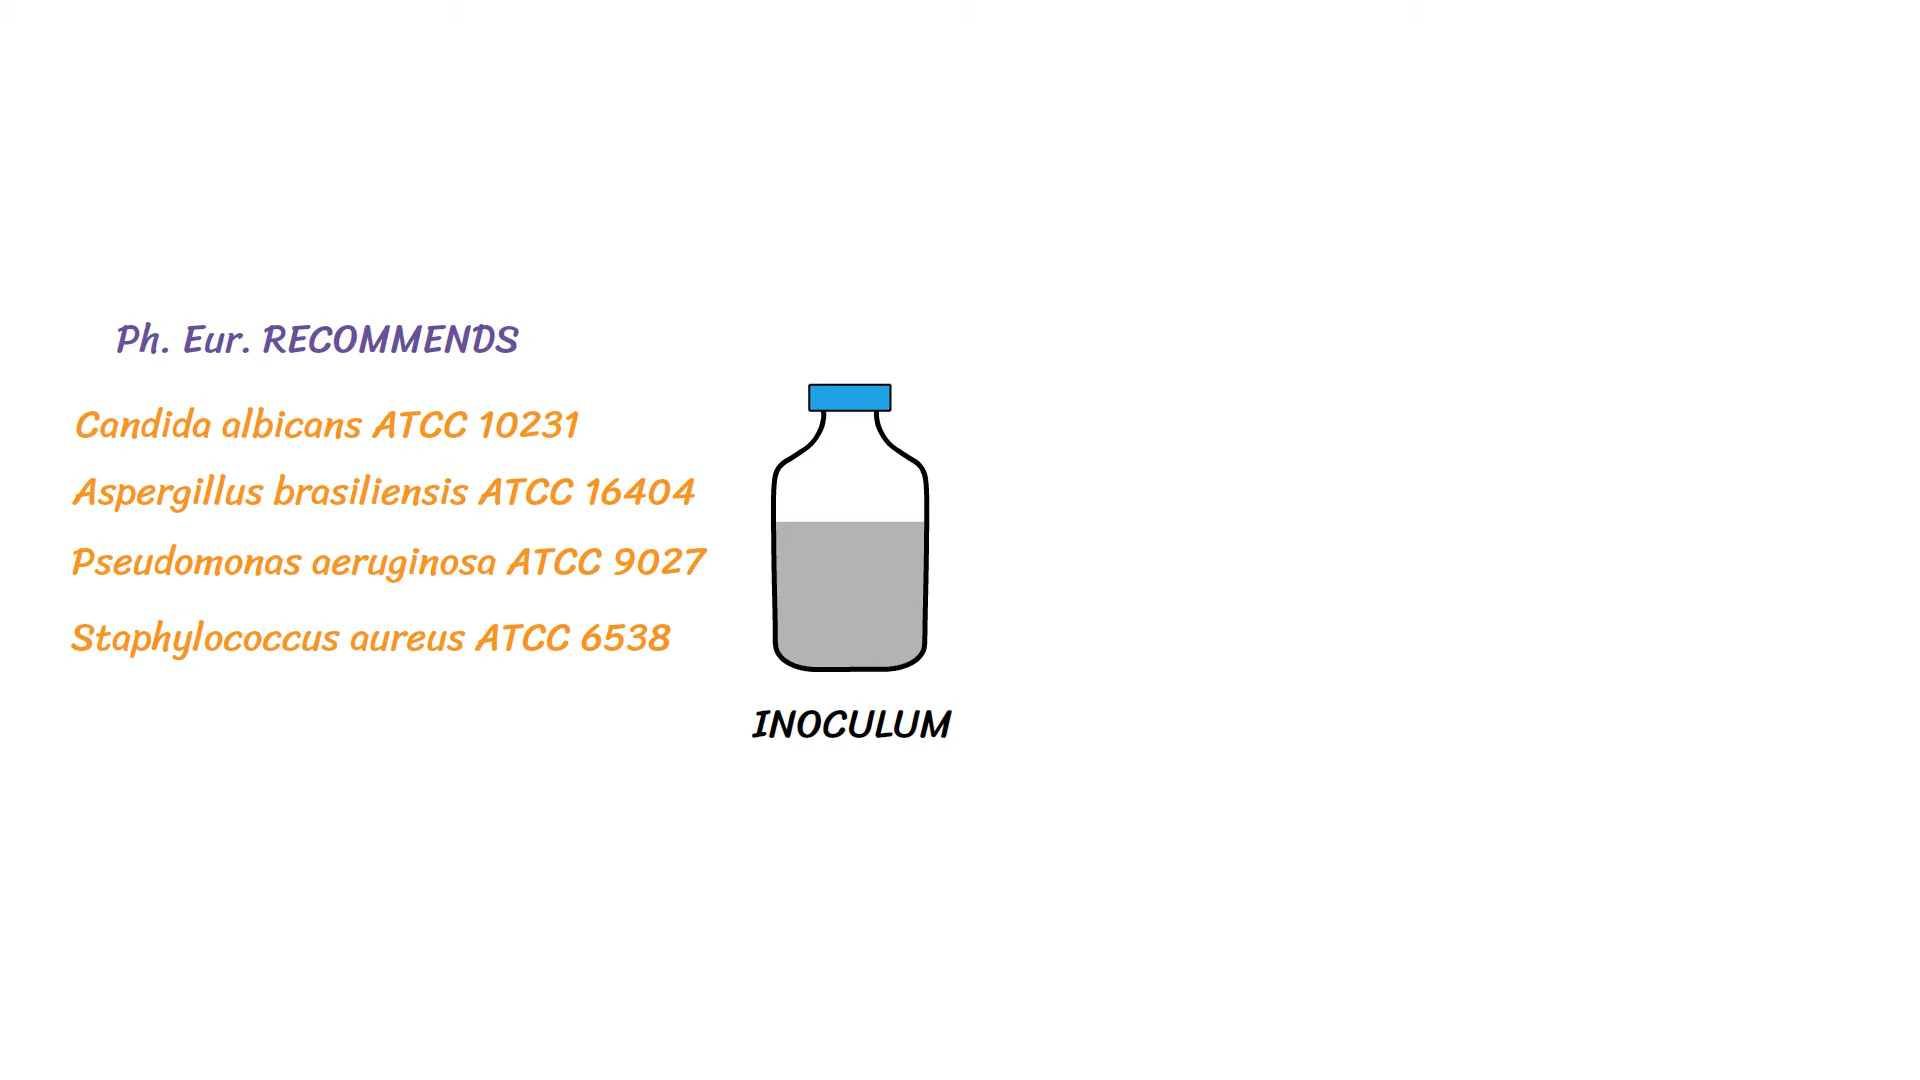 Ph. Eur. RECOMMENDS
Candida albicans ATCC 10231
Aspergillus brasiliensis ATCC 16404
Pseudomonas aeruginosa ATCC 9027
Staphylococcus aureus ATCC 6538
INOCULUM